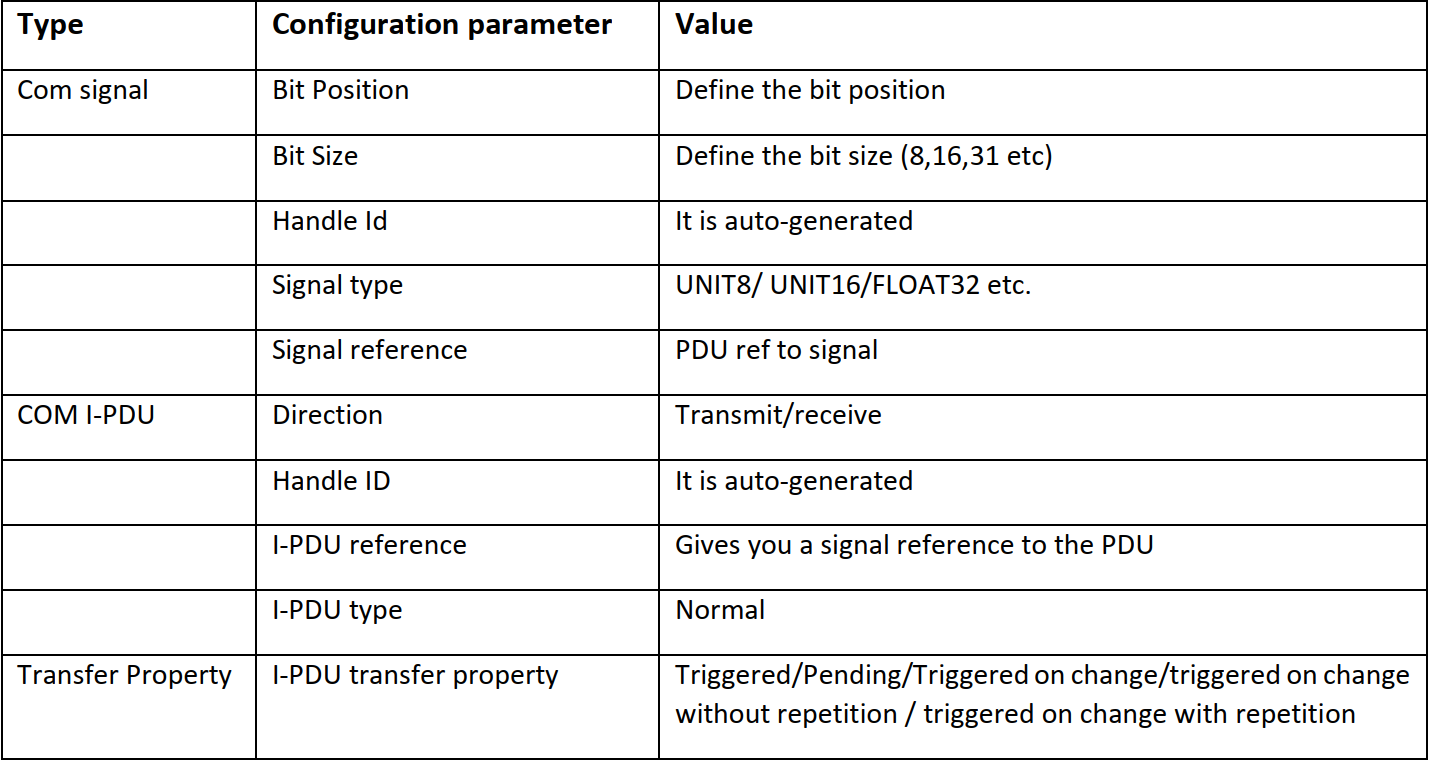 Type Configuration parameter Value
Com signal Bit Position Define the bit position
Bit Size Define the bit size (8,16,31 etc)
Handle Id It is auto-generated
Signal type UNIT8/ UNIT16/FLOAT32 etc.
Signal reference PDU ref to signal
COM I-PDU Direction Transmit/receive
Handle ID It is auto-generated
I-PDU reference Gives you a signal reference to the PDU
I-PDU type Normal
Transfer Property I-PDU transfer property Triggered/Pending/Triggered on change/triggered on change
without repetition / triggered on change with repetition